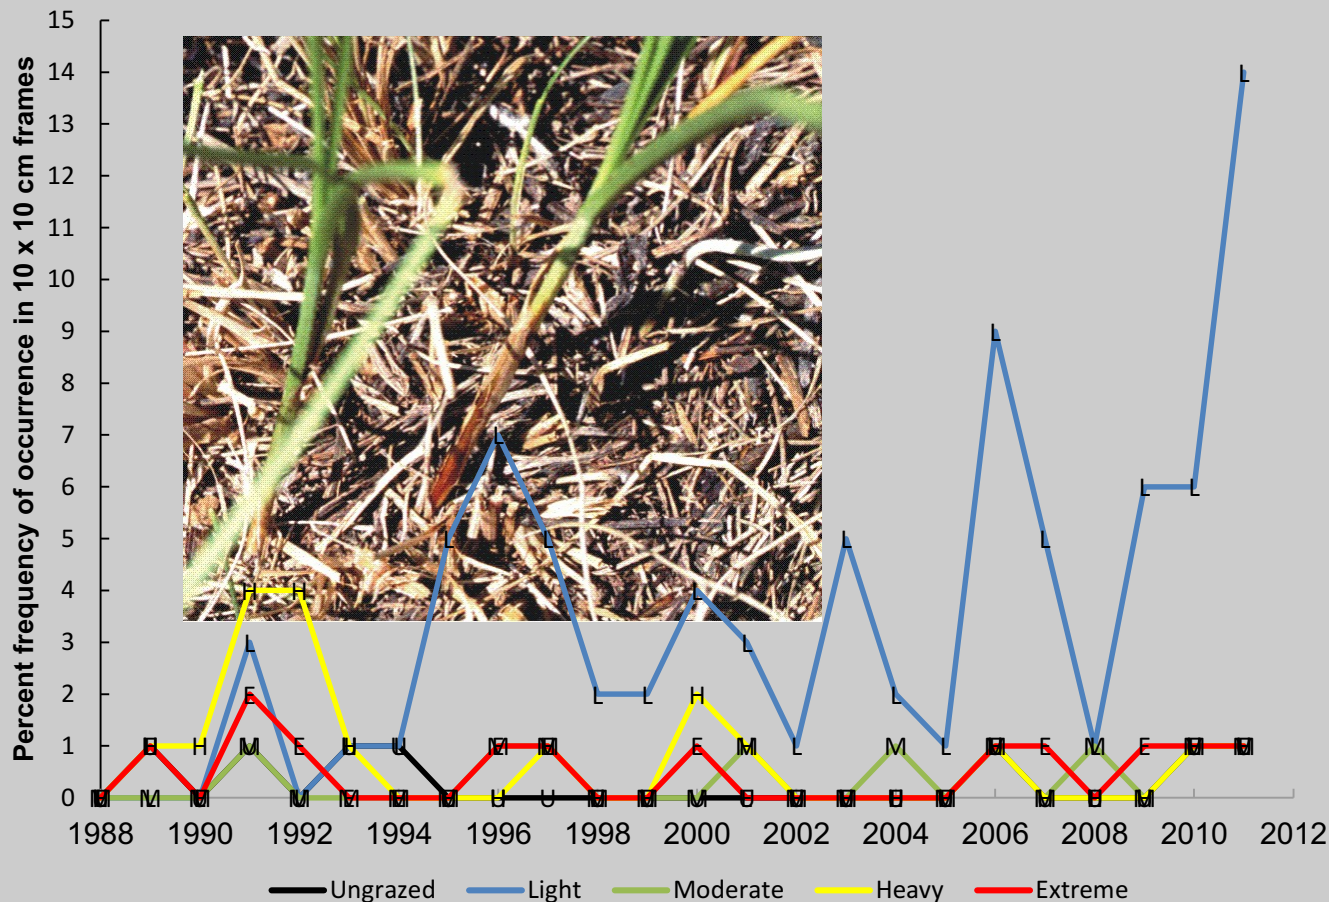 Percent frequency of occurrence in 10 x 10 cm frames
15
14
13
12
11
10
9
8
7
6
5
4
3
2
1
0
1988 1990 1992 1994 1996 1998 2000 2002 2004 2006 2008 2010 2012
L
L
L
L
L
L
L
L
H H
L
L
L
L
L
L
L
L
L
H
E
L
L
H
E
L
L
L
L
E
E
E
U
U
Ungrazed Light Moderate Heavy Extreme